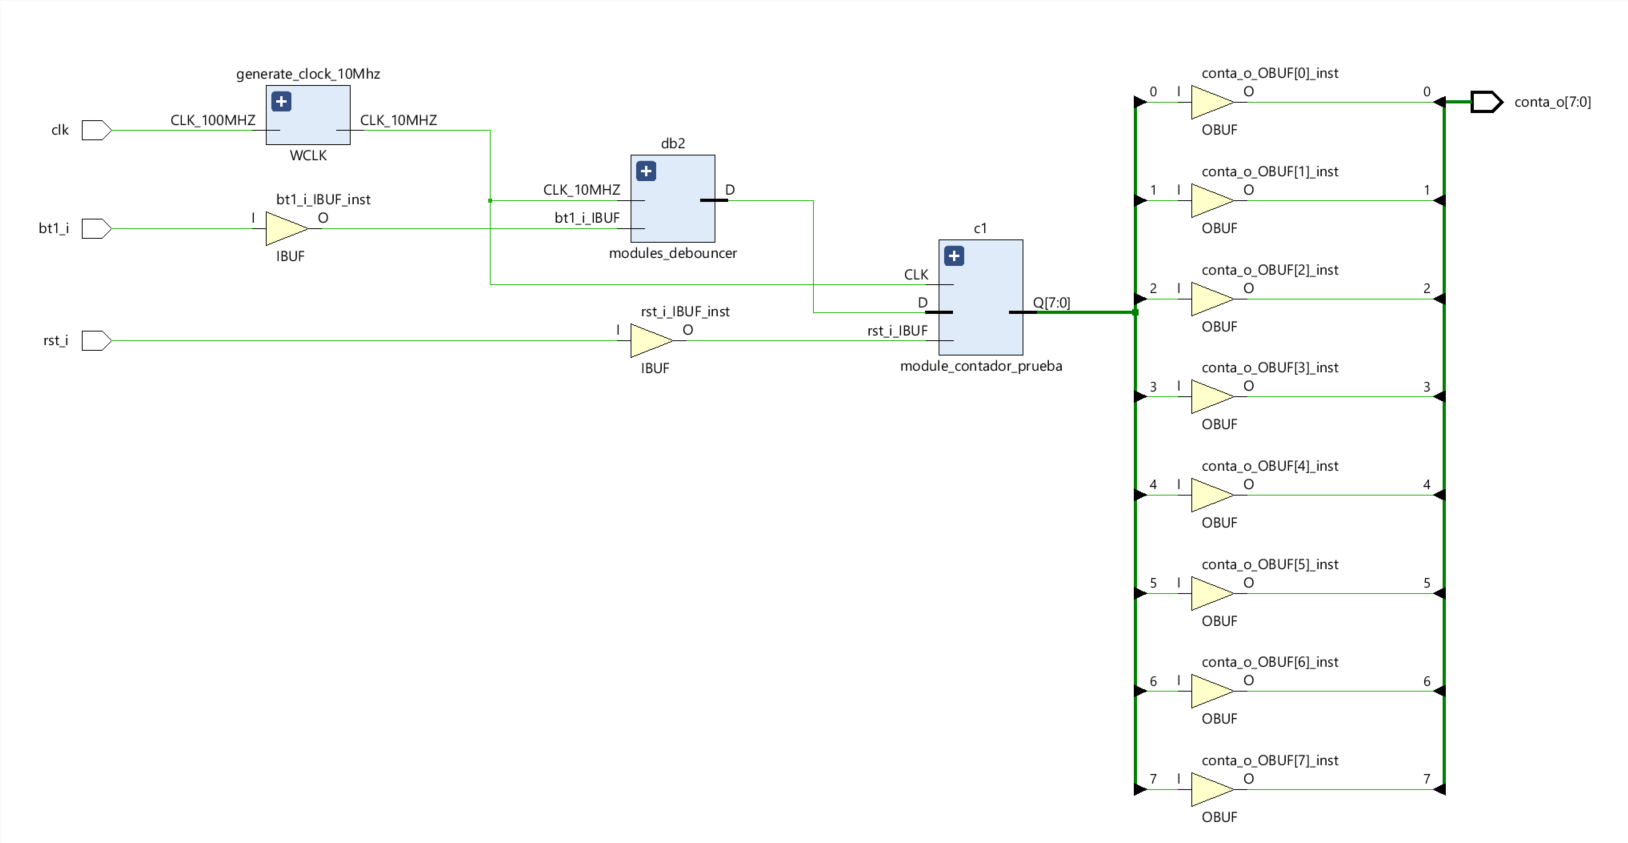 generate_clock_10Mhz
clk
CLK_100MHZ
CLK_10MHZ
WCLK
bt1_i_IBUF_inst
bt1_i
I
O
IBUF
db2
CLK_10MHZ
bt1_i_IBUF
D
modules_debouncer
rst_i_IBUF_inst
rst_i
I
O
IBUF
c1
CLK
D
rst_i_IBUF
Q[7:0]
module_contador_prueba
conta_o_OBUF[0]_inst
0
I
O
0
OBUF
conta_o[7:0]
conta_o_OBUF[1]_inst
1
I
O
1
OBUF
conta_o_OBUF[2]_inst
2
I
O
2
OBUF
conta_o_OBUF[3]_inst
3
I
O
3
OBUF
conta_o_OBUF[4]_inst
4
I
O
4
OBUF
conta_o_OBUF[5]_inst
5
I
O
5
OBUF
conta_o_OBUF[6]_inst
6
I
O
6
OBUF
conta_o_OBUF[7]_inst
7
I
O
7
OBUF